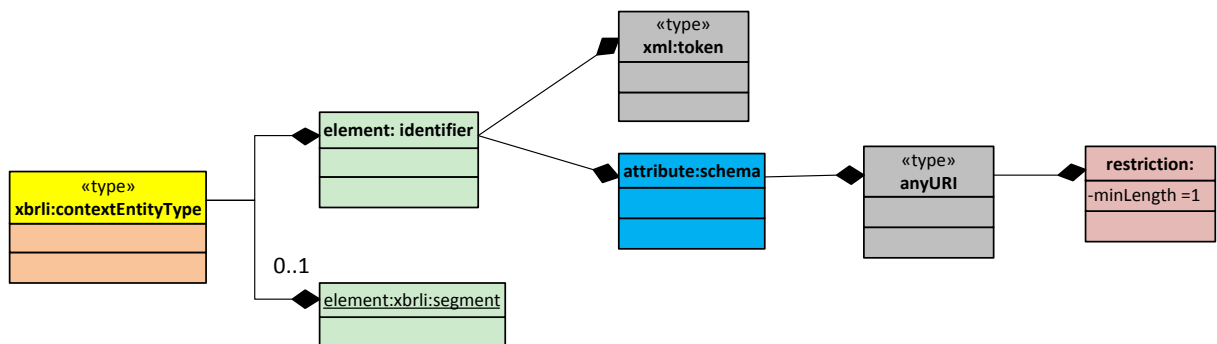 «type»
xml:token
element: identifier
«type»
xbrli:contextEntityType
attribute:schema
«type»
anyURI
restriction:
-minLength =1
0..1
element:xbrli:segment